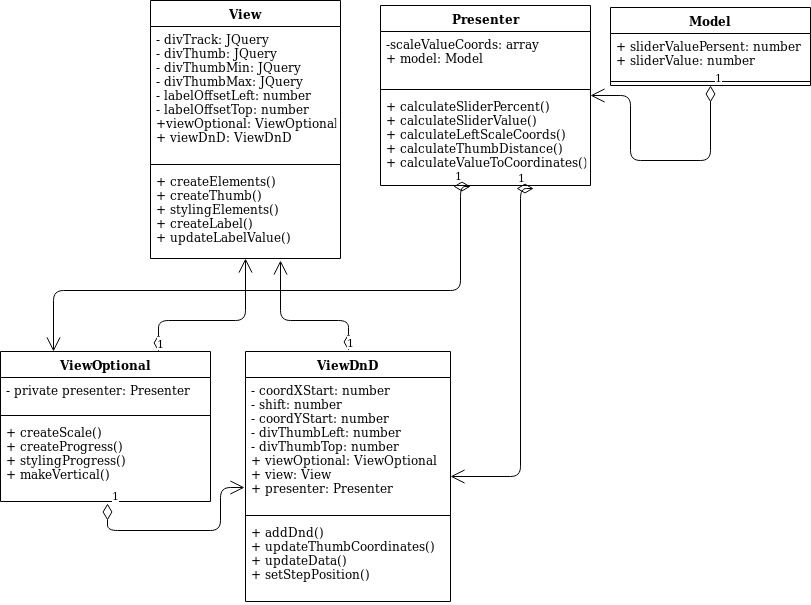 View
- divTrack: JQuery
- divThumb: JQuery
- divThumbMin: JQuery
- divThumbMax: JQuery
- labelOffsetLeft: number
- labelOffsetTop: number
+viewOptional: ViewOptional
+ viewDnD: ViewDnD
+ createElements()
+ createThumb()
+ stylingElements()
+ createLabel()
+ updateLabelValue()
Presenter
-scaleValueCoords: array
+ model: Model
+ calculateSliderPercent()
+ calculateSliderValue()
+ calculateLeftScaleCoords()
+ calculateThumbDistance()
+ calculateValueToCoordinates()
1
1
Model
+ sliderValuePersent: number
+ sliderValue: number
1
1
1
ViewOptional
- private presenter: Presenter
+ createScale()
+ createProgress()
+ stylingProgress()
+ makeVertical()
1
ViewDnD
- coordXStart: number
- shift: number
- coordYStart: number
- divThumbLeft: number
- divThumbTop: number
+ viewOptional: ViewOptional
+ view: View
+ presenter: Presenter
+ addDnd()
+ updateThumbCoordinates()
+ updateData()
+ setStepPosition()